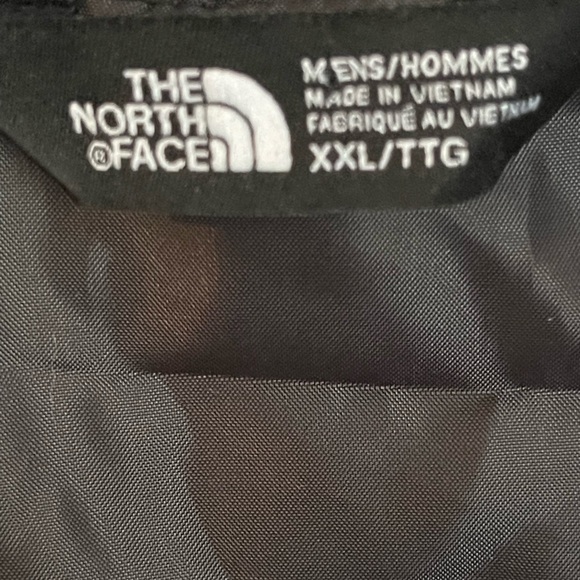 THE
NORTH
®FACE
MENS/HOMMES
MADE IN VIETNAM
FABRIQUÉ AU VIETNAM
XXL/TTG